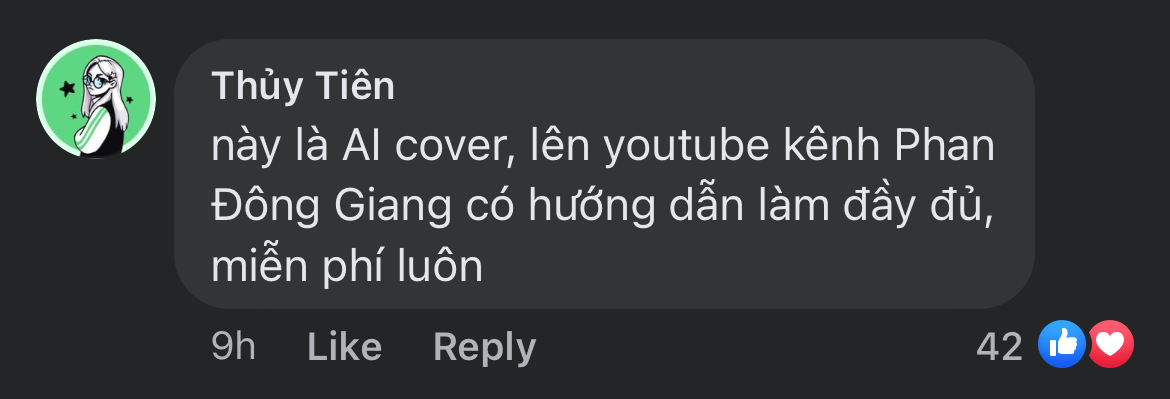 Thủy Tiên
này là AI cover, lên youtube kênh Phan
Đông Giang có hướng dẫn làm đầy đủ,
miễn phí luôn
9h Like Reply 42